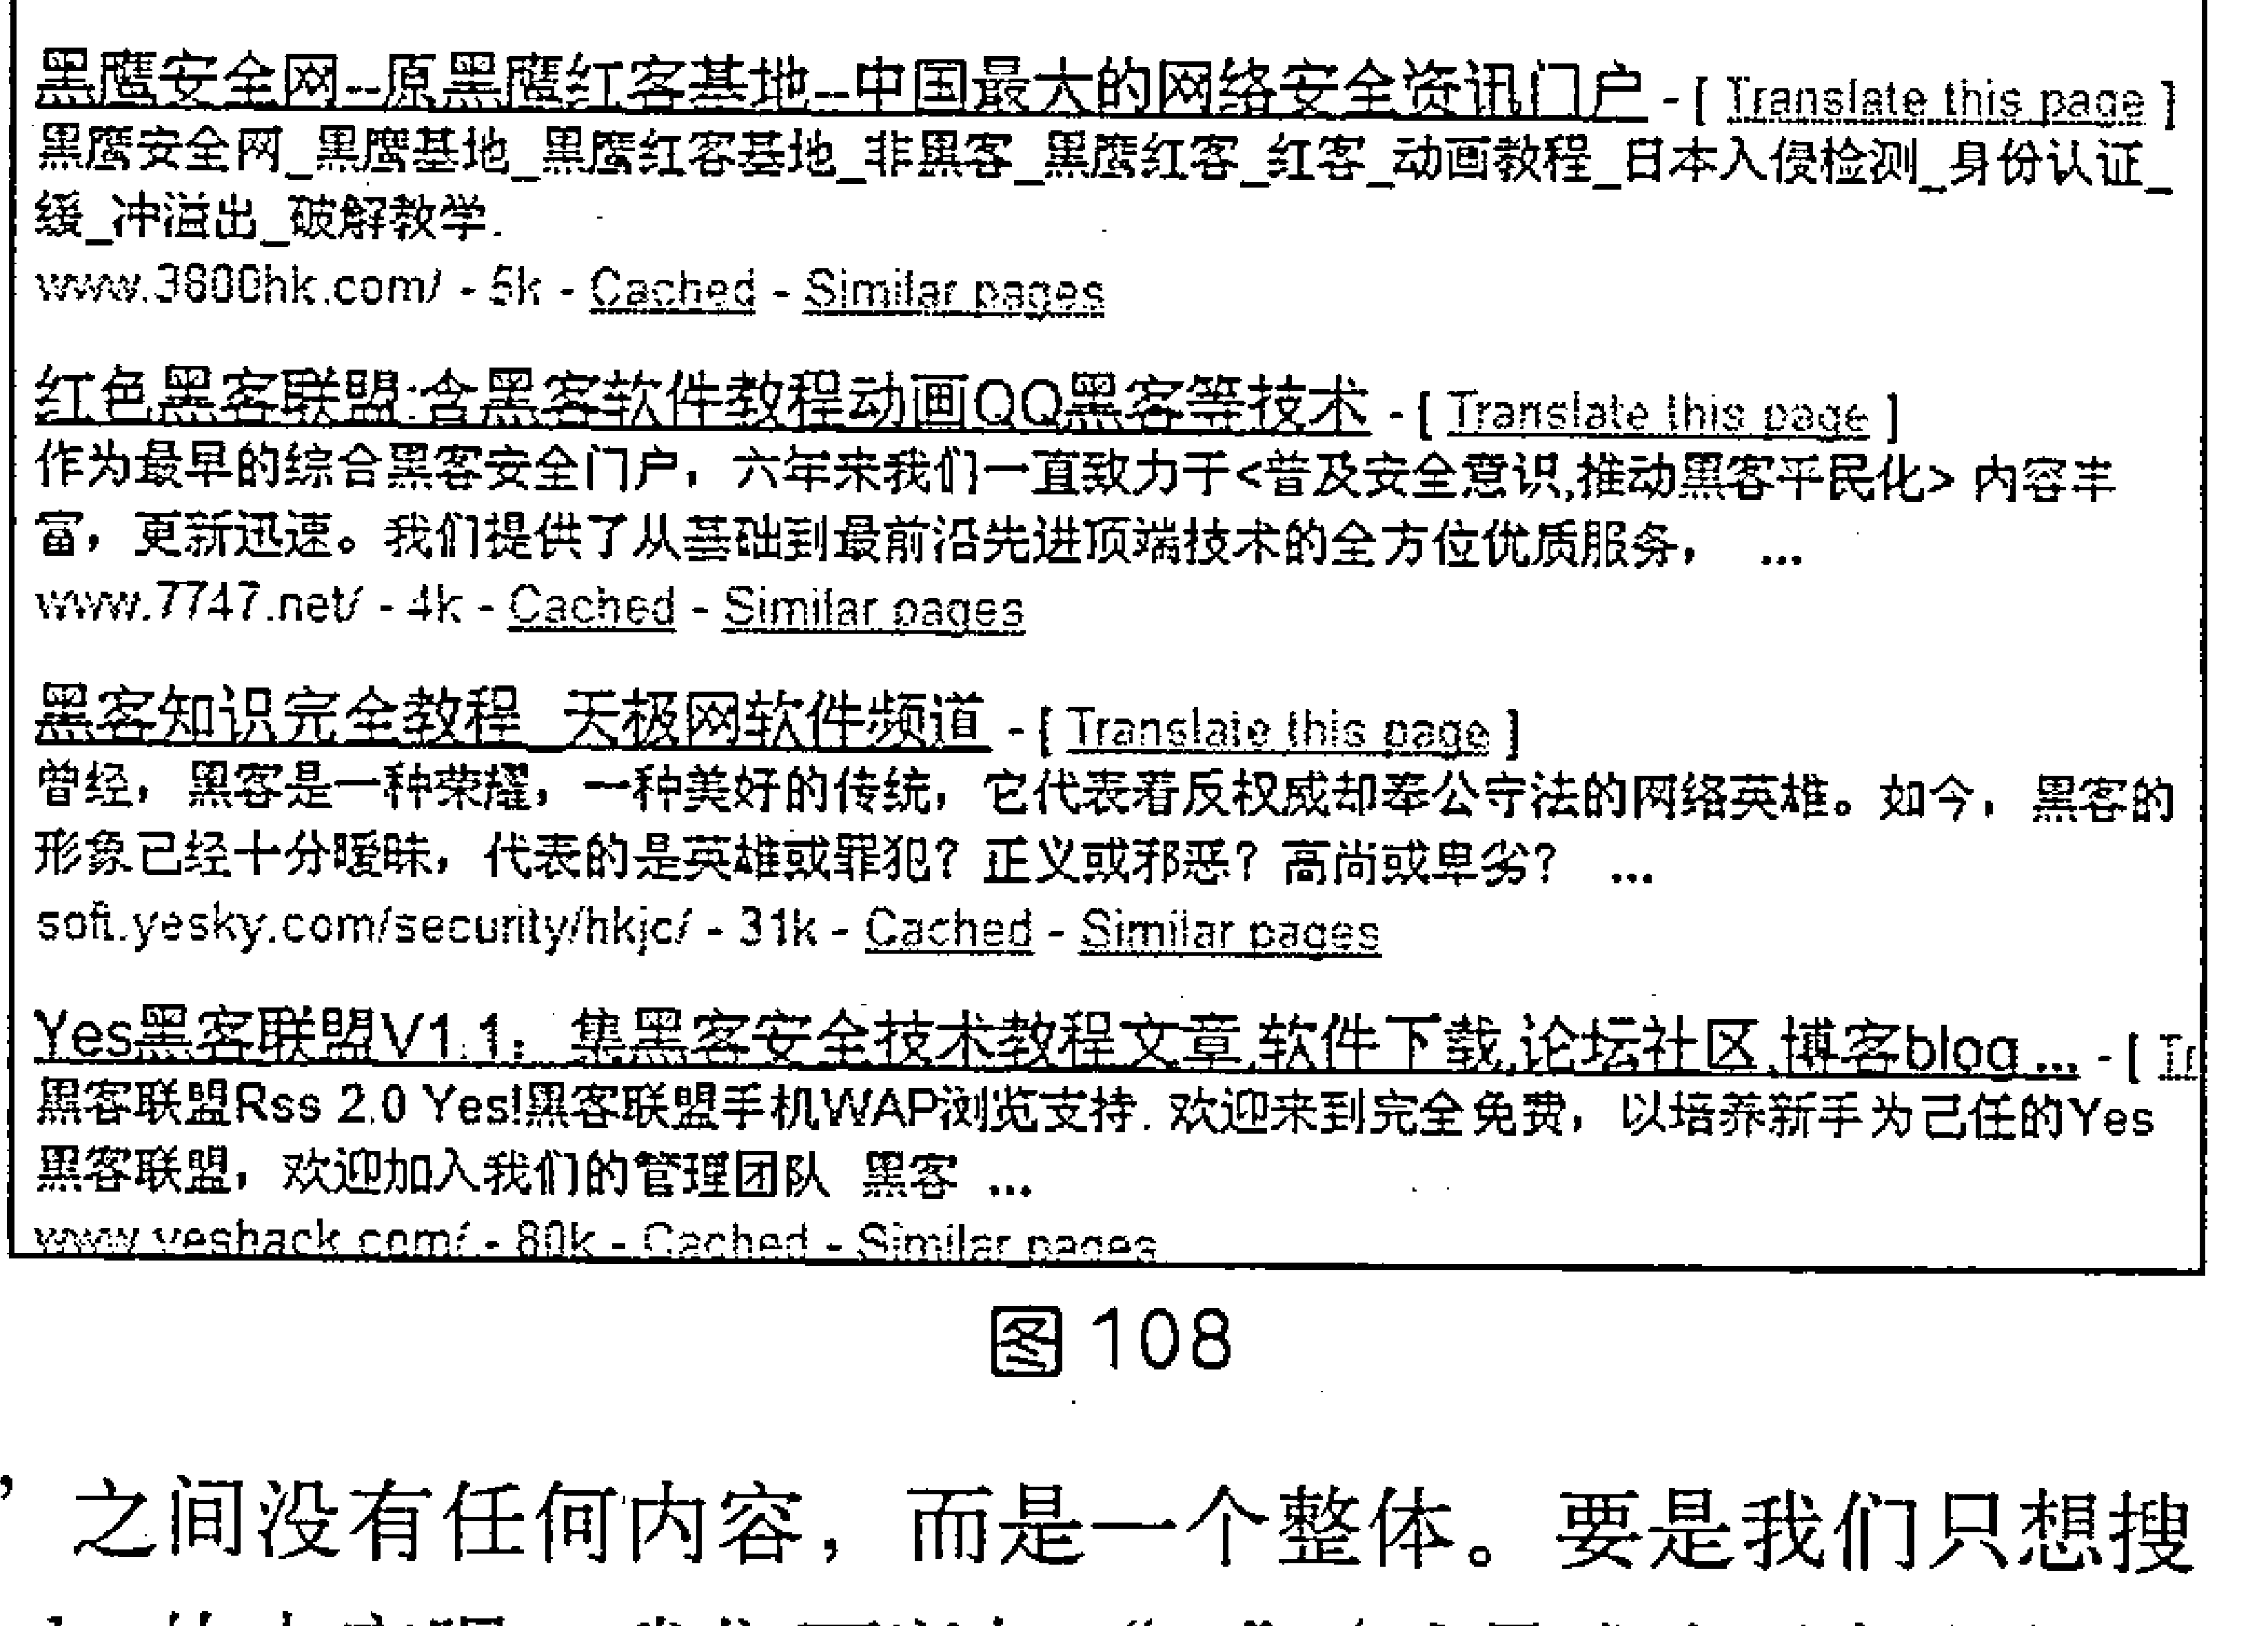 黑鹰安全网--原黑鹰红客基地--中国最大的网络安全资讯门户 - [ Translate this page ]
黑鹰安全网_黑鹰基地_黑鹰红客基地_非黑客_黑鹰红客_红客_动画教程_日本入侵检测_身份认证_
缓_冲溢出_破解教学.
www.3800hk.com/ - 5k - Cached - Similar pages
红色黑客联盟:含黑客软件教程动画QQ黑客等技术 - [ Translate this page ]
作为最早的综合黑客安全门户，六年来我们一直致力于<普及安全意识,推动黑客平民化> 内容丰
富，更新迅速。我们提供了从基础到最前沿先进顶端技术的全方位优质服务， ...
www.7747.net/ - 4k - Cached - Similar pages
黑客知识完全教程_天极网软件频道 - [ Translate this page ]
曾经，黑客是一种荣耀，一种美好的传统，它代表着反权威却奉公守法的网络英雄。如今，黑客的
形象已经十分暧昧，代表的是英雄或罪犯？正义或邪恶？高尚或卑劣？ ...
soft.yesky.com/security/hkjc/ - 31k - Cached - Similar pages
Yes黑客联盟V1.1：集黑客安全技术教程文章,软件下载,论坛社区,博客blog ... - [ Tr
黑客联盟Rss 2.0 Yes!黑客联盟手机WAP浏览支持. 欢迎来到完全免费，以培养新手为己任的Yes
黑客联盟，欢迎加入我们的管理团队 黑客 ...
www.yeshack.com/ - 80k - Cached - Similar pages
图 108
” 之间没有任何内容，而是一个整体。要是我们只想搜